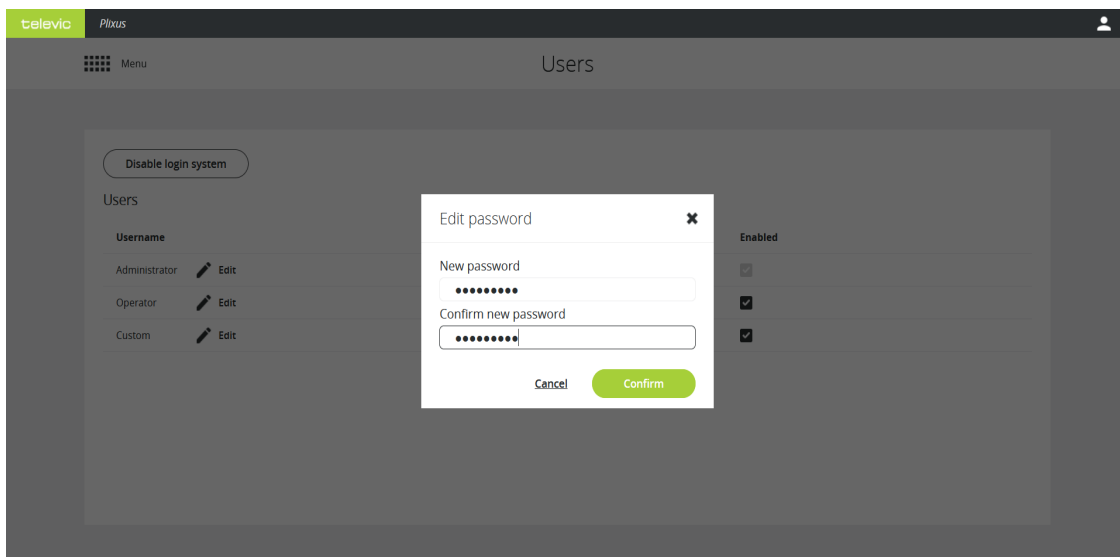 televic Plixus
Menu
Users
Disable login system
Users
Username Enabled
Administrator Edit
Operator Edit
Custom Edit
Edit password
New password
●●●●●●●●●
Confirm new password
●●●●●●●●●
Cancel Confirm